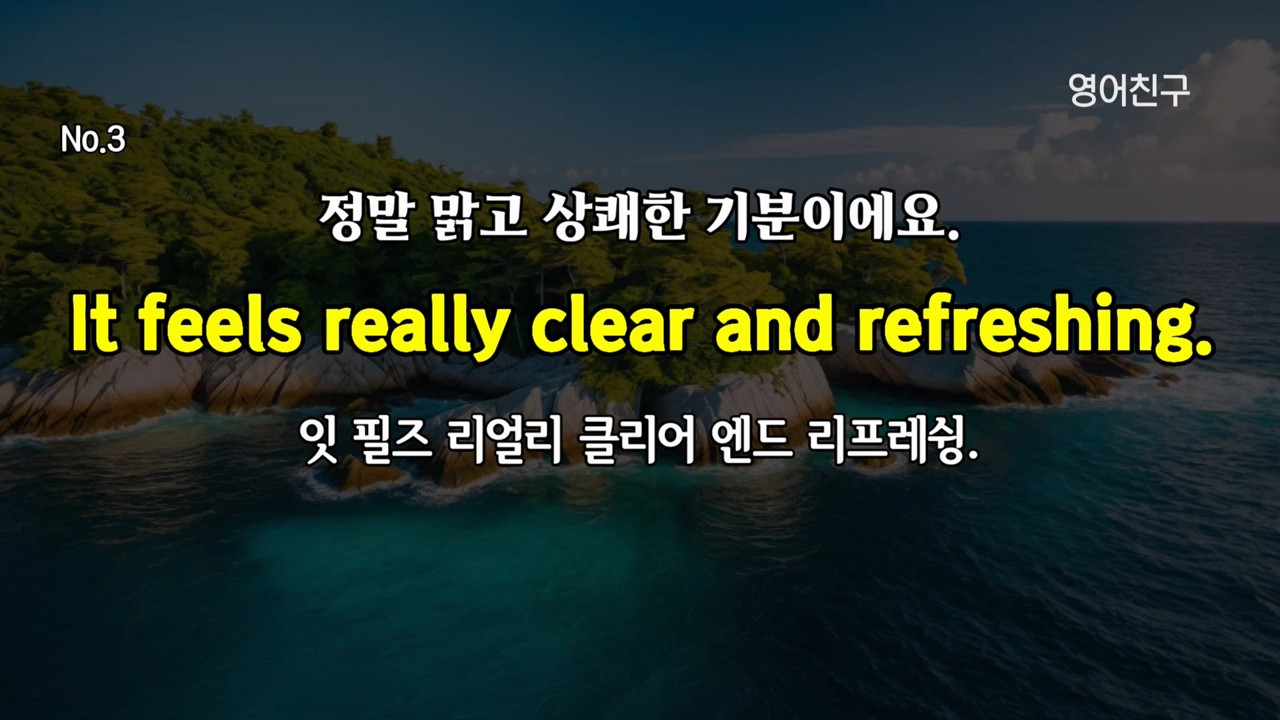 영어친구
No.3
정말 맑고 상쾌한 기분이에요.
It feels really clear and refreshing.
잇 필즈 리얼리 클리어 엔드 리프레슁.